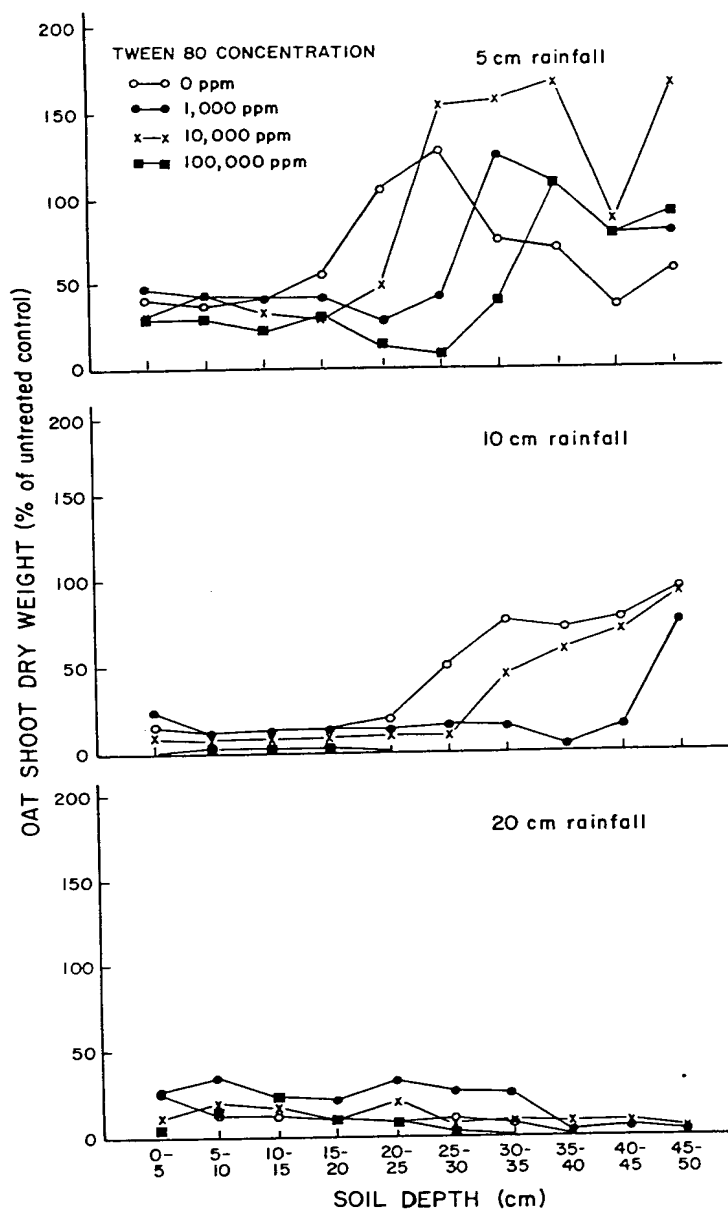 200
150
100
50
0
TWEEN 80 CONCENTRATION
0 ppm
1,000 ppm
10,000 ppm
100,000 ppm
5 cm rainfall
OAT SHOOT DRY WEIGHT (% of untreated control)
200
150
100
50
0
10 cm rainfall
200
150
100
50
0
20 cm rainfall
0-5
5-10
10-15
15-20
20-25
25-30
30-35
35-40
40-45
45-50
SOIL DEPTH (cm)